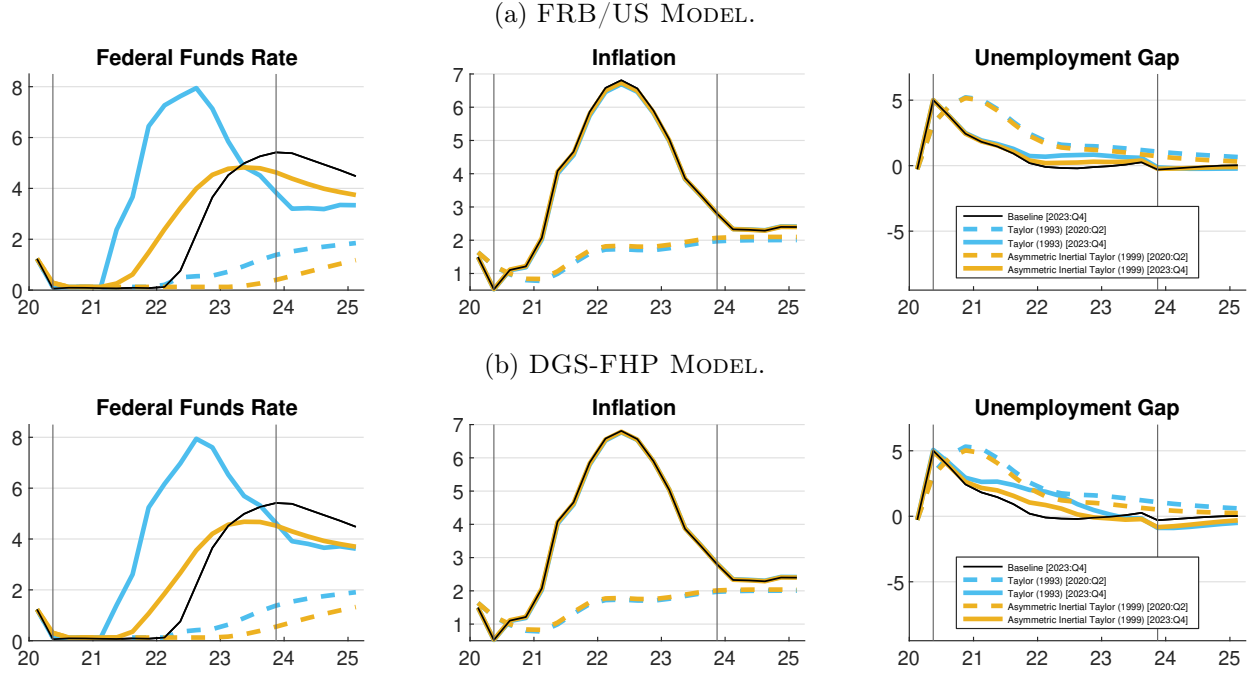 (a) FRB/US MODEL.
Federal Funds Rate
Inflation
Unemployment Gap
8
6
4
2
0
20 21 22 23 24 25
7
6
5
4
3
2
1
20 21 22 23 24 25
5
0
-5
20 21 22 23 24 25
Baseline [2023:Q4]
Taylor (1993) [2020:Q2]
Taylor (1993) [2023:Q4]
Asymmetric Inertial Taylor (1999) [2020:Q2]
Asymmetric Inertial Taylor (1999) [2023:Q4]
(b) DGS-FHP MODEL.
Federal Funds Rate
Inflation
Unemployment Gap
8
6
4
2
0
20 21 22 23 24 25
7
6
5
4
3
2
1
20 21 22 23 24 25
5
0
-5
20 21 22 23 24 25
Baseline [2023:Q4]
Taylor (1993) [2020:Q2]
Taylor (1993) [2023:Q4]
Asymmetric Inertial Taylor (1999) [2020:Q2]
Asymmetric Inertial Taylor (1999) [2023:Q4]